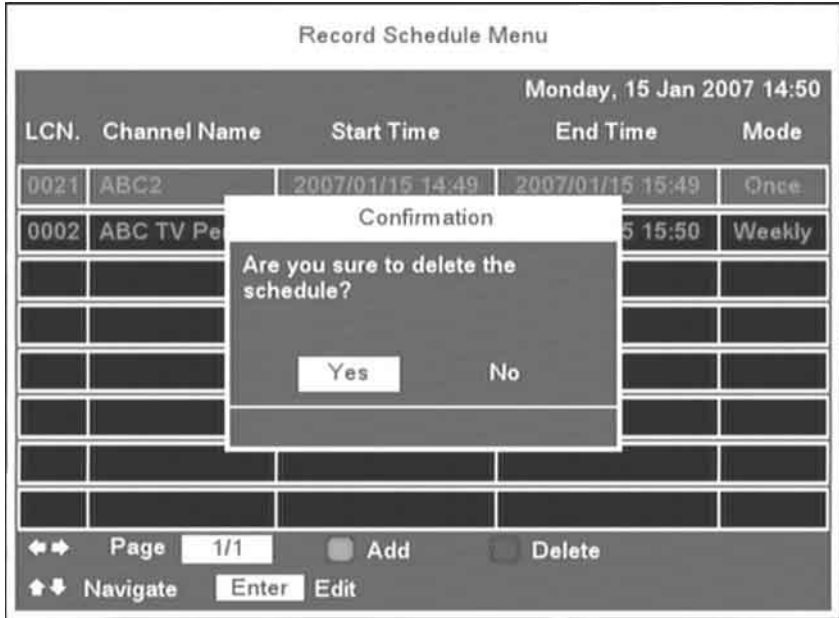 Record Schedule Menu
Monday, 15 Jan 2007 14:50
LCN. Channel Name Start Time End Time Mode
0021 ABC2 2007/01/15 14:49 2007/01/15 15:49 Once
0002 ABC TV Pe 5 15:50 Weekly
Confirmation
Are you sure to delete the
schedule?
Yes No
Page 1/1 Add Delete
Navigate Enter Edit